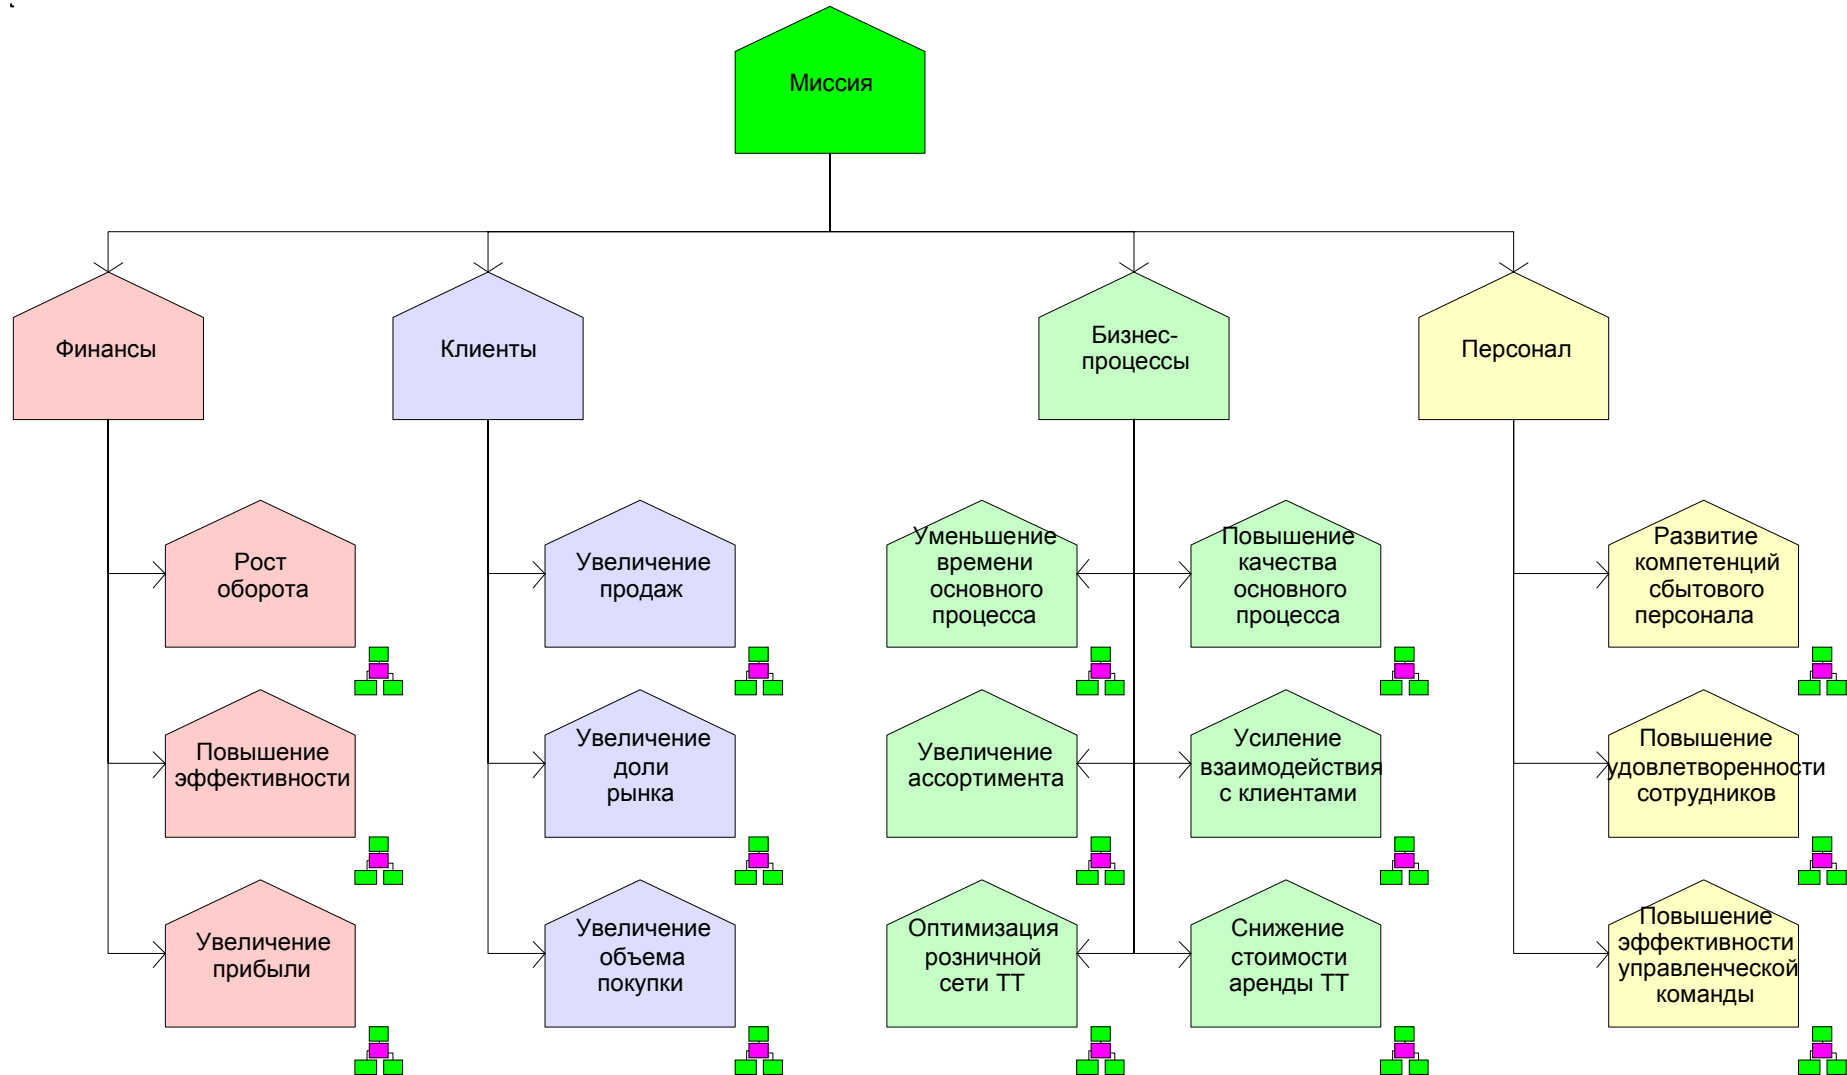 Миссия
Финансы
Клиенты
Бизнес-
процессы
Персонал
Рост
оборота
Увеличение
продаж
Уменьшение
времени
основного
процесса
Повышение
качества
основного
процесса
Развитие
компетенций
сбытового
персонала
Повышение
эффективности
Увеличение
доли
рынка
Увеличение
ассортимента
Усиление
взаимодействия
с клиентами
Повышение
удовлетворенности
сотрудников
Увеличение
прибыли
Увеличение
объема
покупки
Оптимизация
розничной
сети ТТ
Снижение
стоимости
аренды ТТ
Повышение
эффективности
управленческой
команды